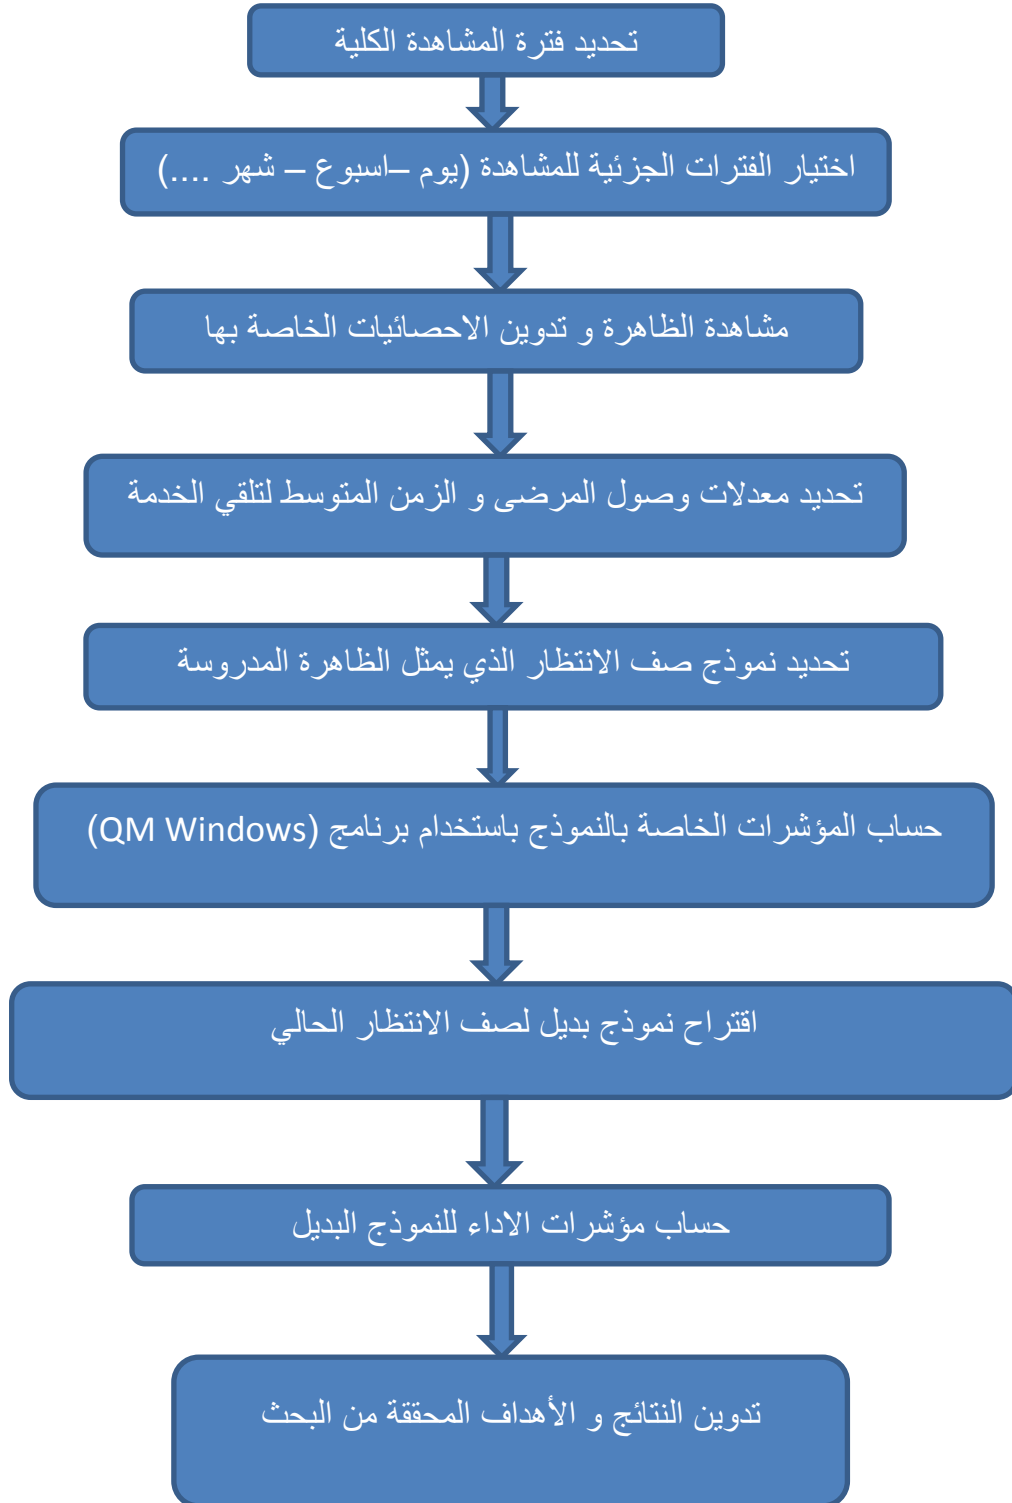 تحديد فترة المشاهدة الكلية
اختيار الفترات الجزئية للمشاهدة (يوم –اسبوع – شهر ....)
مشاهدة الظاهرة و تدوين الاحصائيات الخاصة بها
تحديد معدلات وصول المرضى و الزمن المتوسط لتلقي الخدمة
تحديد نموذج صف الانتظار الذي يمثل الظاهرة المدروسة
حساب المؤشرات الخاصة بالنموذج باستخدام برنامج (QM Windows)
اقتراح نموذج بديل لصف الانتظار الحالي
حساب مؤشرات الاداء للنموذج البديل
تدوين النتائج و الأهداف المحققة من البحث